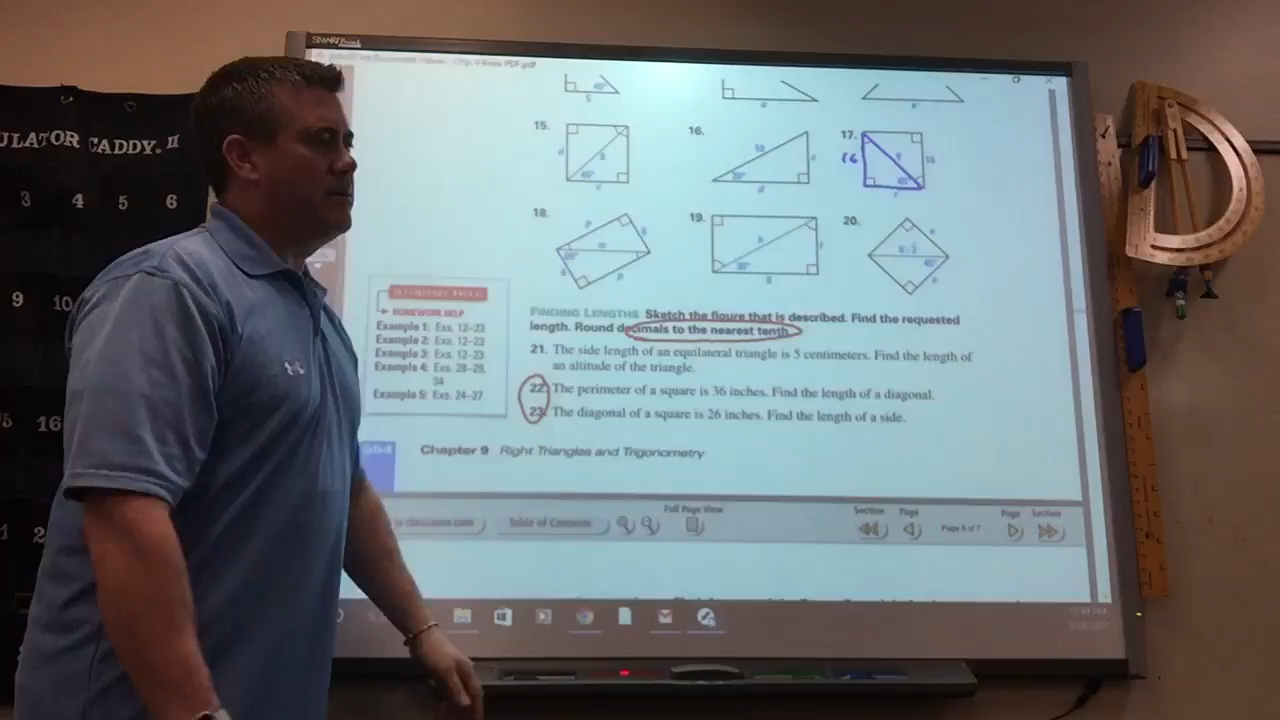 SMART
ULATOR CADDY. II
3 4 5 6
9 10
16
2
15.
16.
17.
16
18.
19.
20.
HOMEWORK HELP
Example 1: Exs. 12–23
Example 2: Exs. 12–23
Example 3: Exs. 12–23
Example 4: Exs. 28–29,
34
Example 5: Exs. 24–27
FINDING LENGTHS Sketch the figure that is described. Find the requested
length. Round decimals to the nearest tenth.
21. The side length of an equilateral triangle is 5 centimeters. Find the length of
an altitude of the triangle.
22. The perimeter of a square is 36 inches. Find the length of a diagonal.
23. The diagonal of a square is 26 inches. Find the length of a side.
Chapter 9 Right Triangles and Trigonometry
Table of Contents
Full Page View
Section Page
Page 5 of 7
Page Section